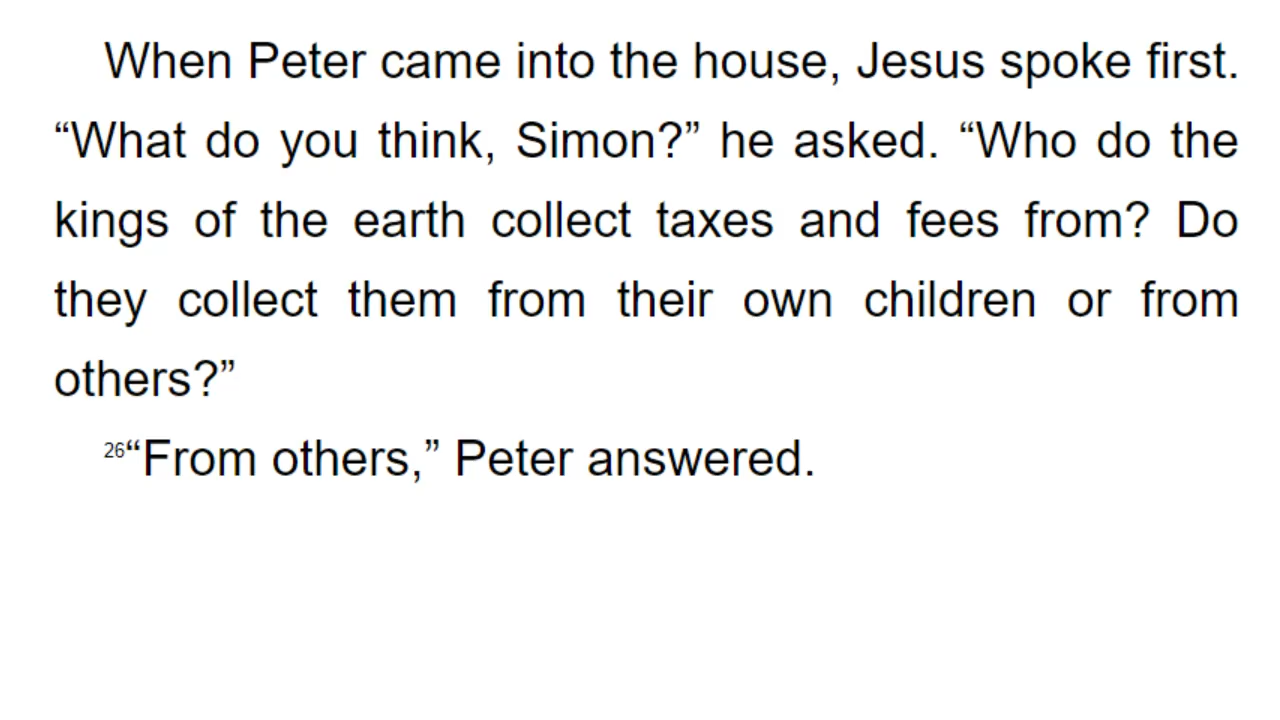 When Peter came into the house, Jesus spoke first.
“What do you think, Simon?” he asked. “Who do the
kings of the earth collect taxes and fees from? Do
they collect them from their own children or from
others?”
26“From others,” Peter answered.